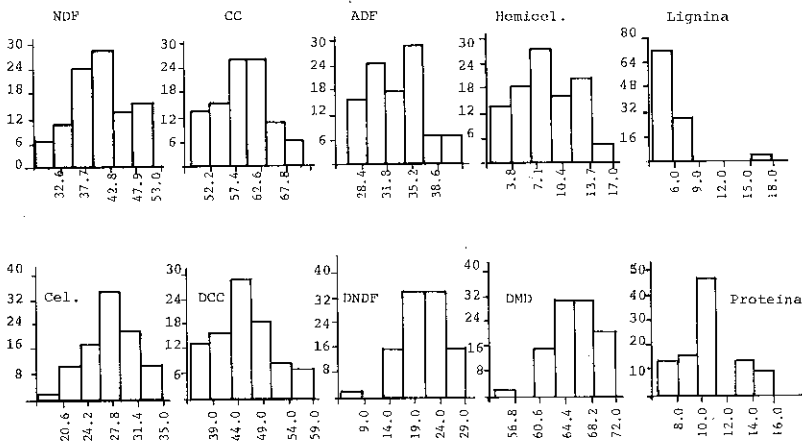 NDF CC ADF Hemicel. Lignina
30 30 30 30 80
24 24 24 24 64
18 18 18 18 48
12 12 12 12 32
6 6 6 6 16
0
32.6 37.7 42.8 47.9 53.0 52.2 57.4 62.6 67.8 28.4 31.8 35.2 38.6 3.8 7.1 10.4 13.7 17.0 6.0 9.0 15.0 18.0
40 30 40 40 50
Cel. DCC DNDF DMD Proteina
32 24 32 32 40
24 18 24 24 30
16 12 16 16 20
8 6 8 8 10
20.6 24.2 27.8 31.4 35.0 39.0 44.0 49.0 54.0 59.0 9.0 14.0 19.0 24.0 29.0 56.8 60.6 64.4 68.2 72.0 8.0 10.0 12.0 14.0 16.0